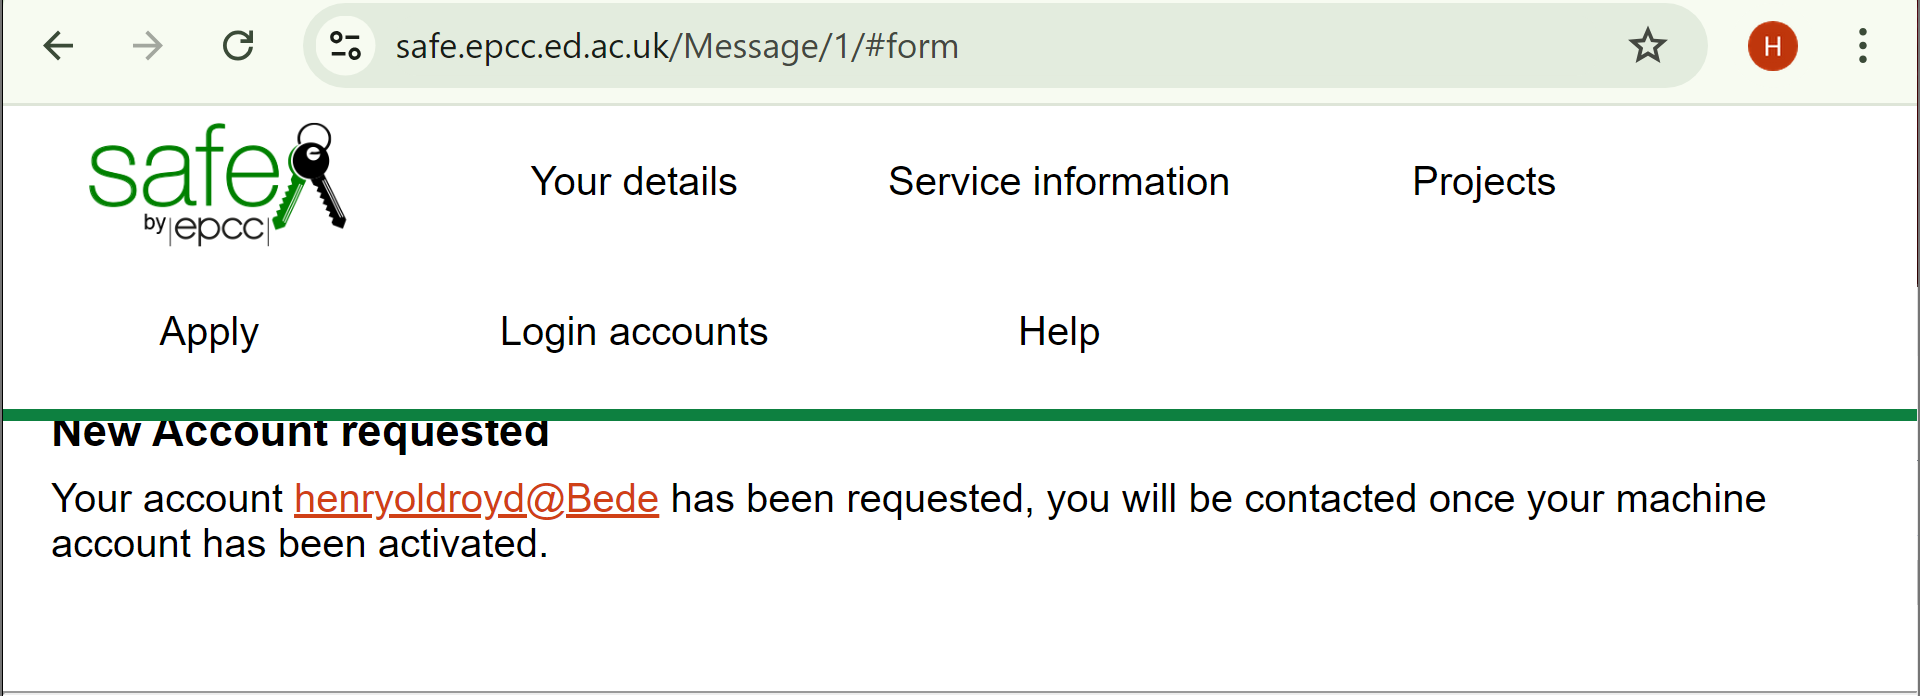 safe.epcc.ed.ac.uk/Message/1/#form
H
safe
by |epcc|
Your details
Service information
Projects
Apply
Login accounts
Help
New Account requested
Your account henryoldroyd@Bede has been requested, you will be contacted once your machine
account has been activated.